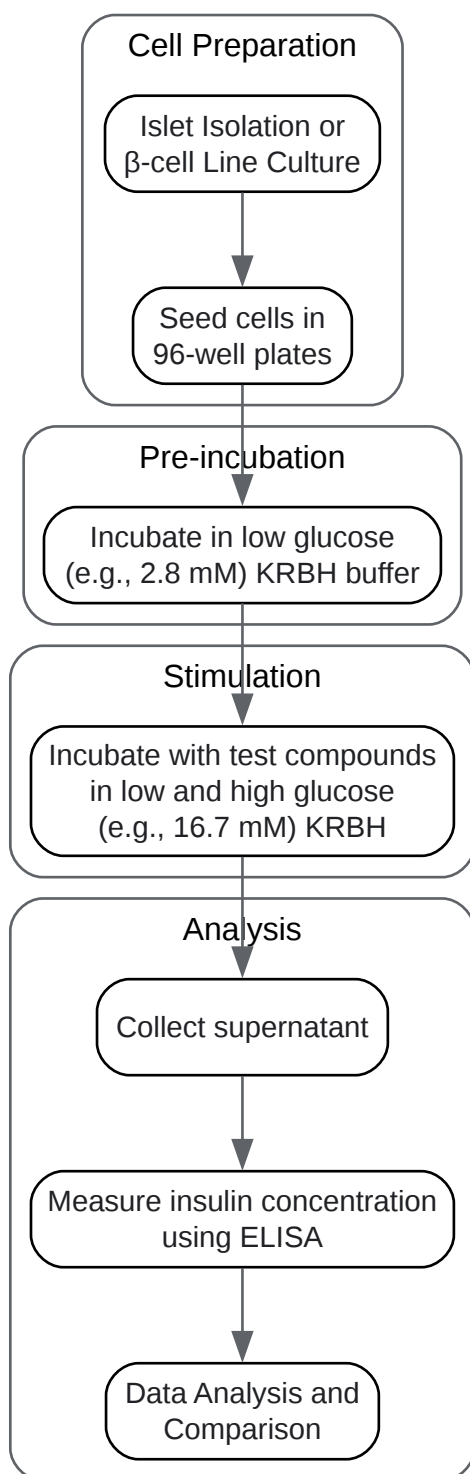 Cell Preparation
Islet Isolation or
β-cell Line Culture
Seed cells in
96-well plates
Pre-incubation
Incubate in low glucose
(e.g., 2.8 mM) KRBH buffer
Stimulation
Incubate with test compounds
in low and high glucose
(e.g., 16.7 mM) KRBH
Analysis
Collect supernatant
Measure insulin concentration
using ELISA
Data Analysis and
Comparison